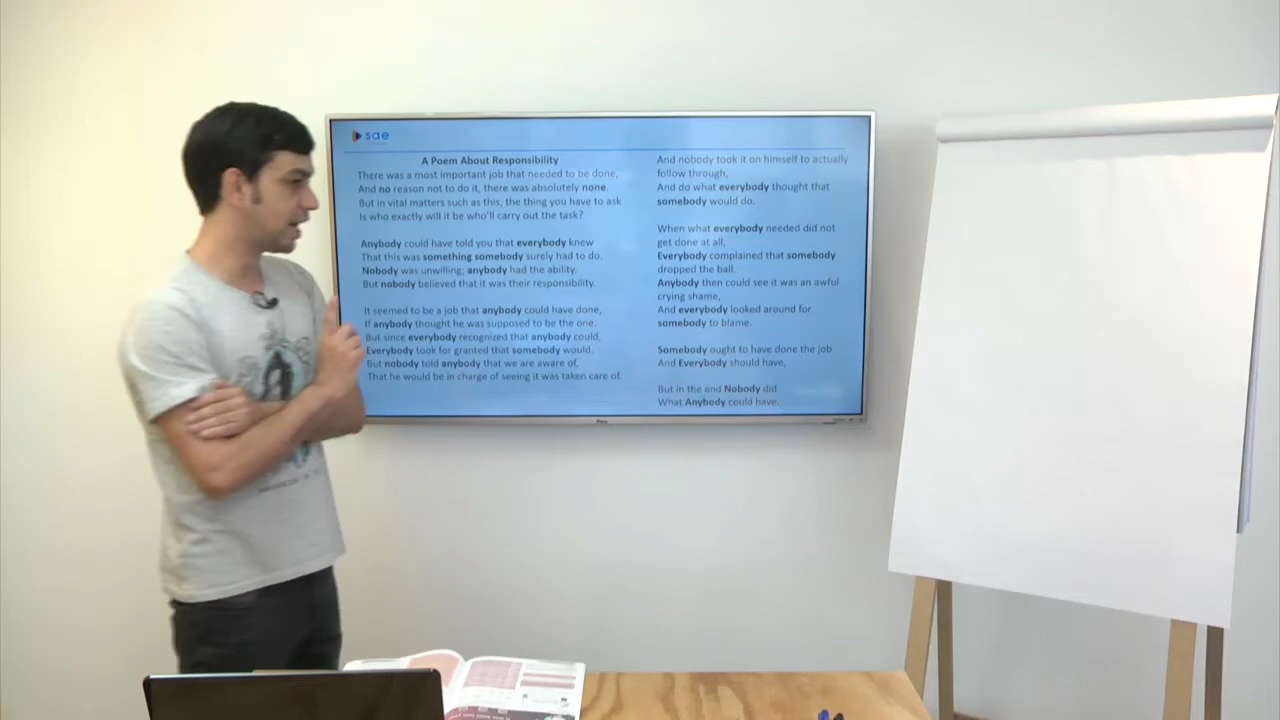 sae
A Poem About Responsibility
There was a most important job that needed to be done,
And no reason not to do it, there was absolutely none.
But in vital matters such as this, the thing you have to ask
Is who exactly will it be who'll carry out the task?
Anybody could have told you that everybody knew
That this was something somebody surely had to do.
Nobody was unwilling; anybody had the ability.
But nobody believed that it was their responsibility.
It seemed to be a job that anybody could have done,
If anybody thought he was supposed to be the one.
But since everybody recognized that anybody could,
Everybody took for granted that somebody would.
But nobody told anybody that we are aware of,
That he would be in charge of seeing it was taken care of.
And nobody took it on himself to actually
follow through,
And do what everybody thought that
somebody would do.
When what everybody needed did not
get done at all,
Everybody complained that somebody
dropped the ball.
Anybody then could see it was an awful
crying shame,
And everybody looked around for
somebody to blame.
Somebody ought to have done the job
And Everybody should have,
But in the end Nobody did
What Anybody could have.